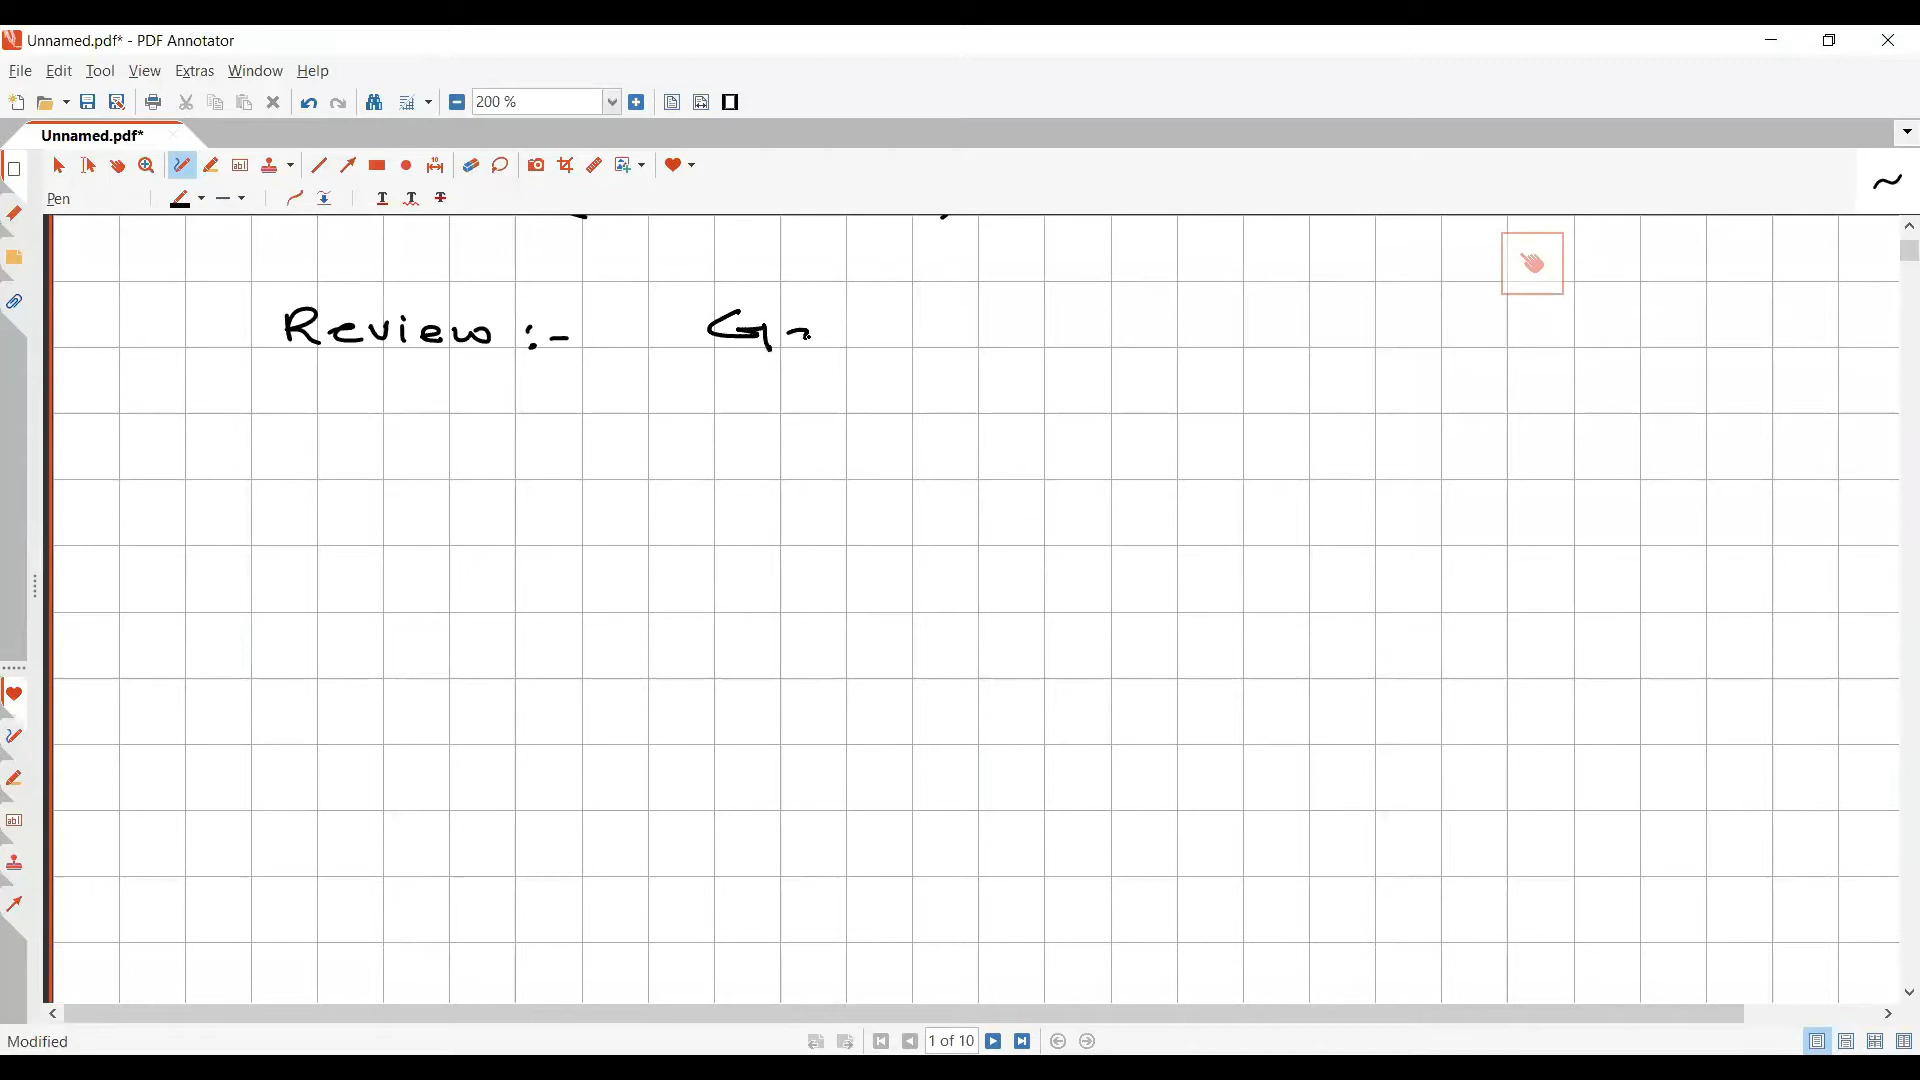 Unnamed.pdf* - PDF Annotator
File Edit Tool View Extras Window Help
200 %
Unnamed.pdf*
Pen
Review :- G
Modified
1 of 10